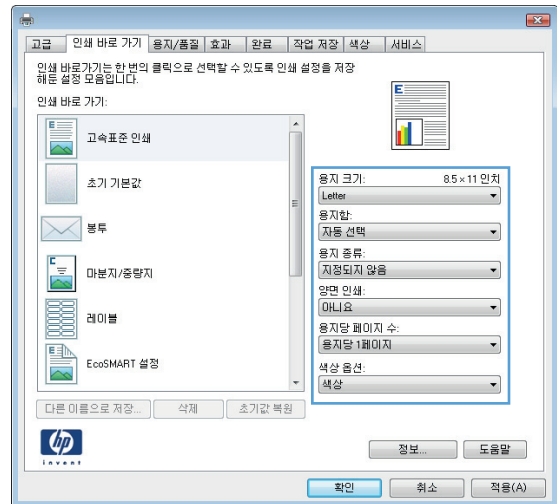 고급 인쇄 바로 가기 용지/품질 효과 완료 작업 저장 색상 서비스
인쇄 바로가기는 한 번의 클릭으로 선택할 수 있도록 인쇄 설정을 저장
해둔 설정 모음입니다.
인쇄 바로 가기:
고속표준 인쇄
초기 기본값
봉투
마분지/중량지
레이블
EcoSMART 설정
다른 이름으로 저장... 삭제 초기값 복원
E
용지 크기: 8.5 × 11 인치
Letter
용지함:
자동 선택
용지 종류:
지정되지 않음
양면 인쇄:
아니요
용지당 페이지 수:
용지당 1페이지
색상 옵션:
색상
hp
invent
정보... 도움말
확인 취소 적용(A)